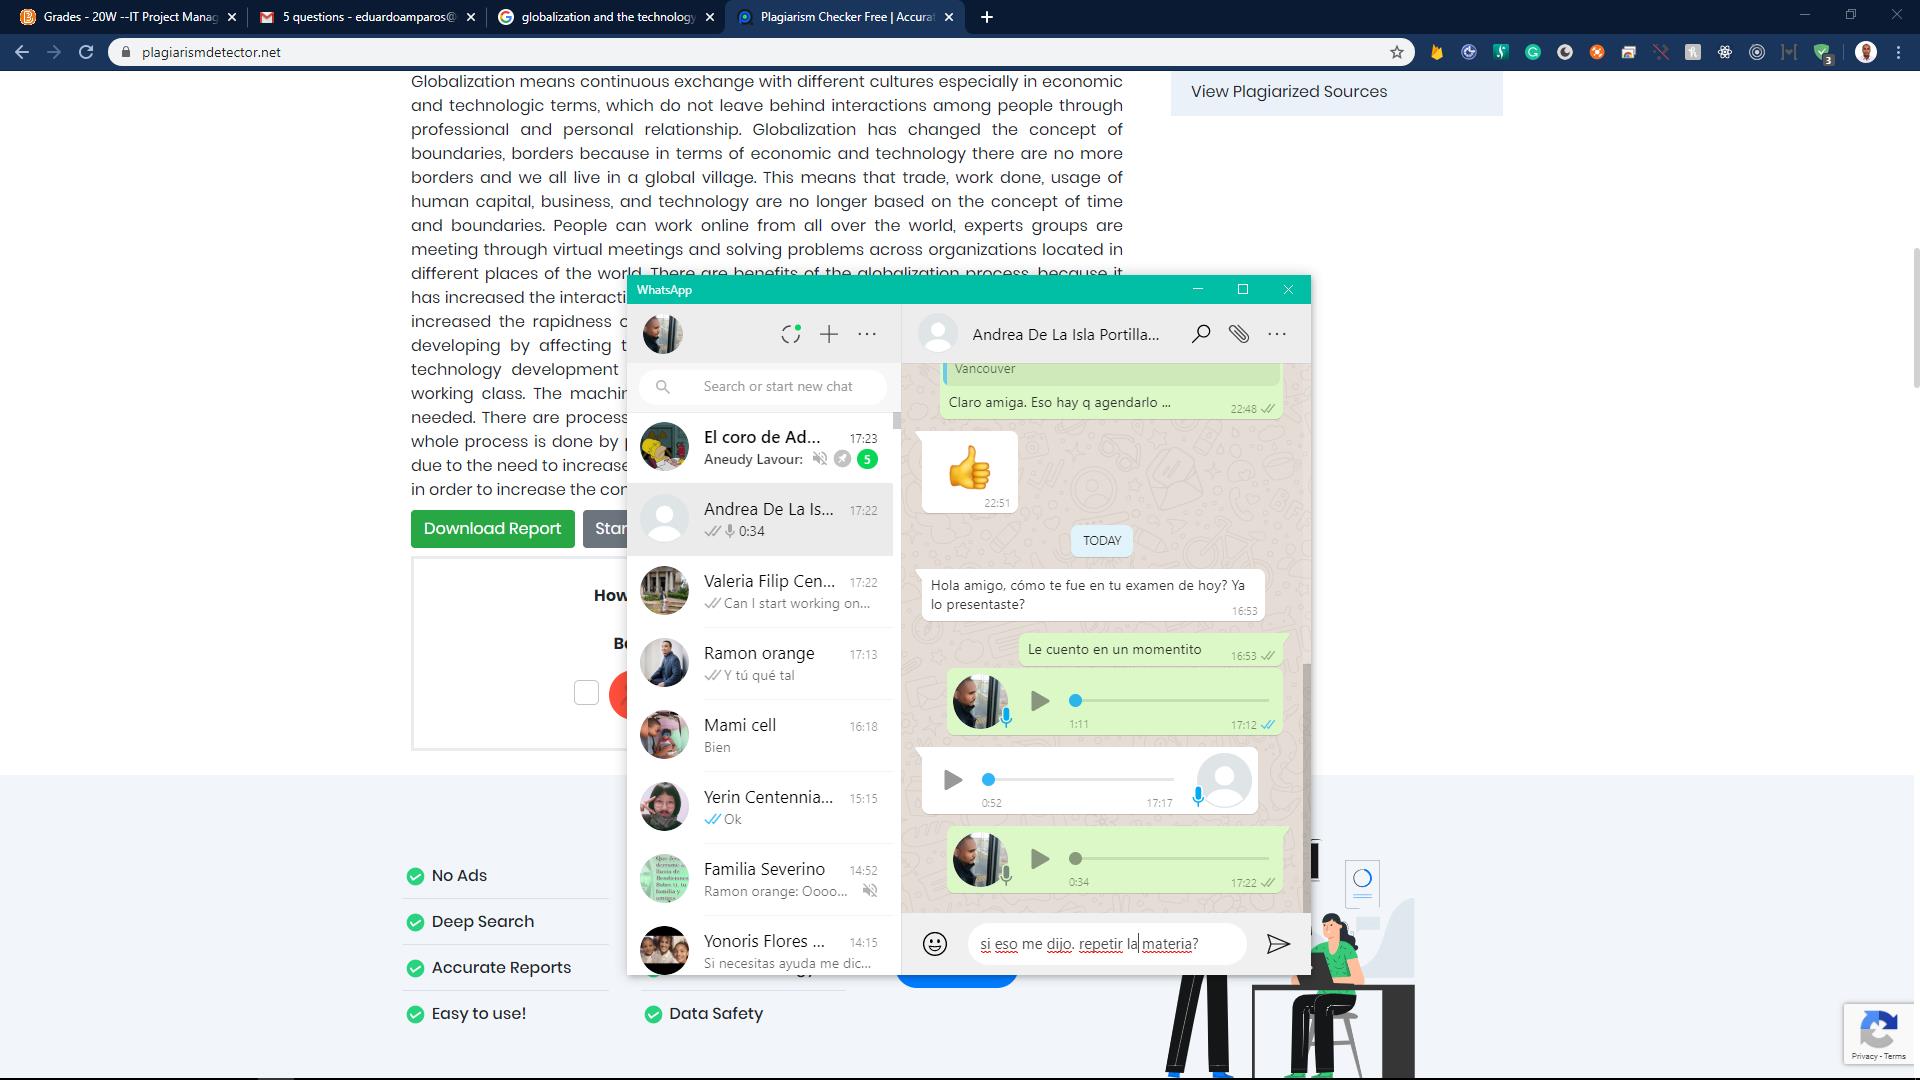 Grades - 20W --IT Project Manag
5 questions - eduardoamparos@
globalization and the technology
Plagiarism Checker Free | Accurat
plagiarismdetector.net
3
Globalization means continuous exchange with different cultures especially in economic
and technologic terms, which do not leave behind interactions among people through
professional and personal relationship. Globalization has changed the concept of
boundaries, borders because in terms of economic and technology there are no more
borders and we all live in a global village. This means that trade, work done, usage of
human capital, business, and technology are no longer based on the concept of time
and boundaries. People can work online from all over the world, experts groups are
meeting through virtual meetings and solving problems across organizations located in
different places of the world. There are benefits of the globalization process, because it
has increased the interacti
increased the rapidness o
developing by affecting t
technology development
working class. The machin
needed. There are process
whole process is done by p
due to the need to increase
in order to increase the con
View Plagiarized Sources
Download Report
Star
How
Be
No Ads
Deep Search
Accurate Reports
Easy to use!
Data Safety
WhatsApp
Search or start new chat
El coro de Ad... 17:23
Aneudy Lavour: 5
Andrea De La Is... 17:22
0:34
Valeria Filip Cen... 17:22
Can I start working on...
Ramon orange 17:13
Y tú qué tal
Mami cell 16:18
Bien
Yerin Centennia... 15:15
Ok
Familia Severino 14:52
Ramon orange: Oooo...
Yonoris Flores ... 14:15
Si necesitas ayuda me dic...
Andrea De La Isla Portilla...
Vancouver
Claro amiga. Eso hay q agendarlo ... 22:48
22:51
TODAY
Hola amigo, cómo te fue en tu examen de hoy? Ya
lo presentaste? 16:53
Le cuento en un momentito 16:53
1:11 17:12
0:52 17:17
0:34 17:22
si eso me dijo. repetir la materia?
Privacy - Terms